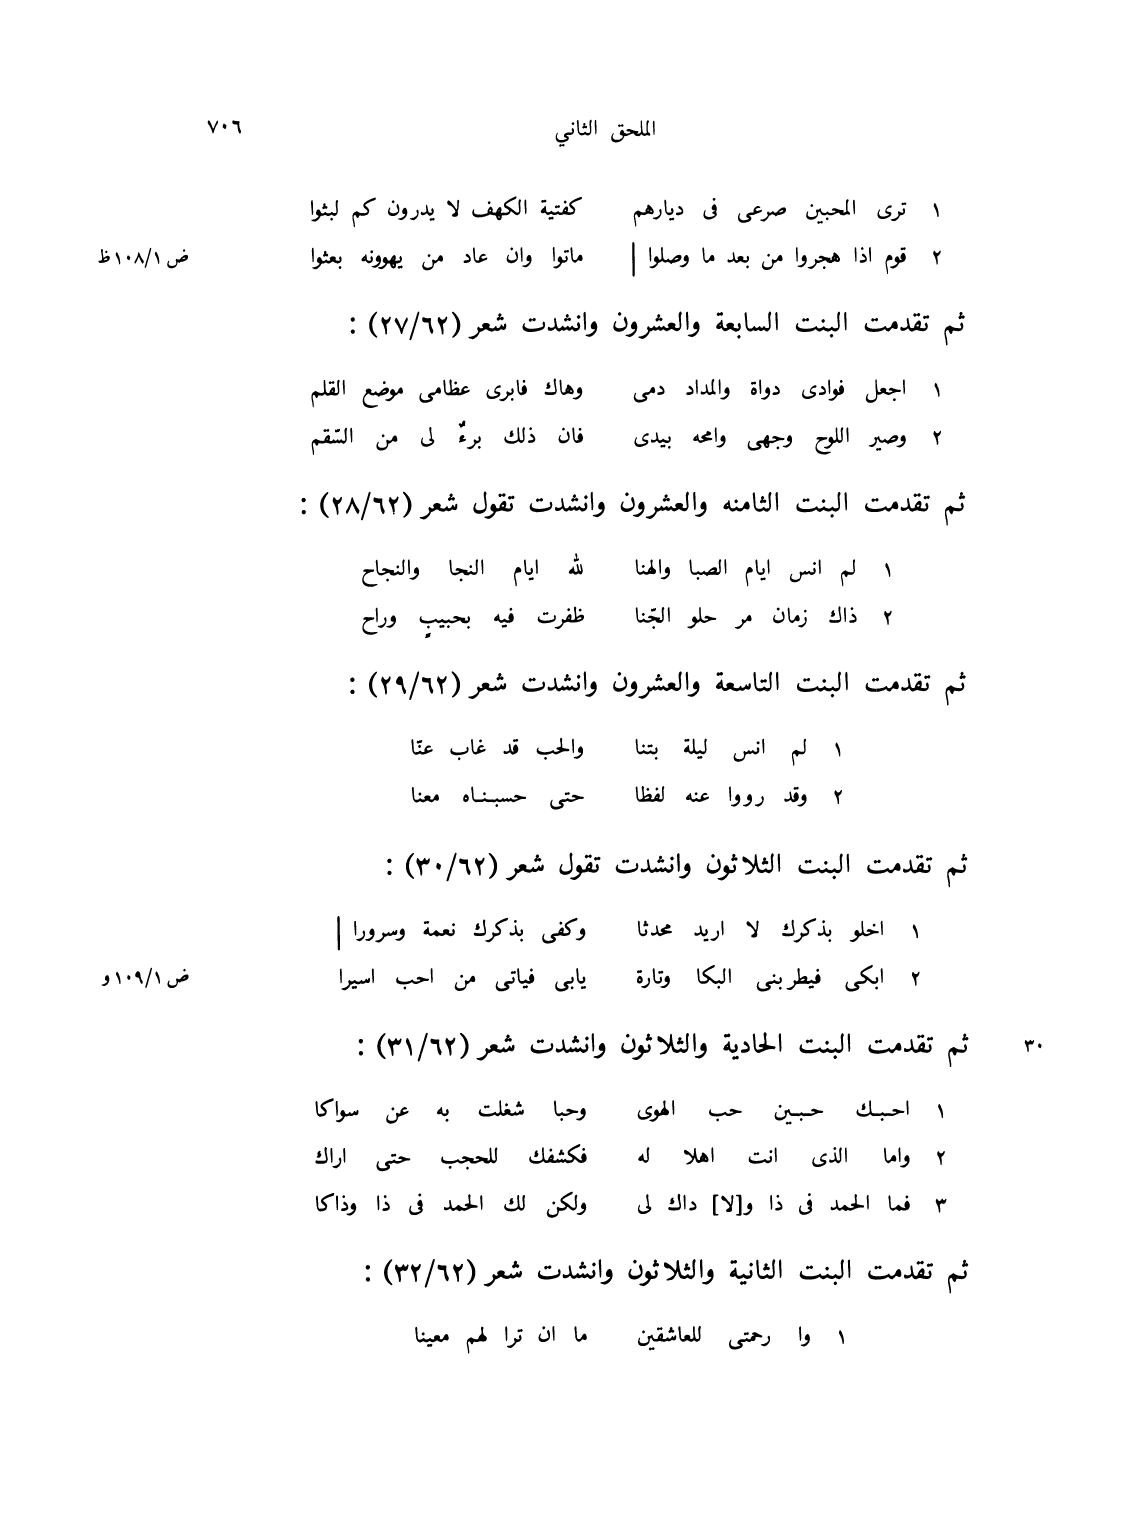 الملحق الثاني ٧٠٦
١ ترى المحبين صرعى فى ديارهم كفتية الكهف لا يدرون كم لبثوا
٢ قوم اذا هجروا من بعد ما وصلوا | ماتوا وان عاد من يهوونه بعثوا ض ١/١٠٨ظ
ثم تقدمت البنت السابعة والعشرون وانشدت شعر (٢٧/٦٢) :
١ اجعل فوادى دواة والمداد دمى وهاك فابرى عظامى موضع القلم
٢ وصير اللوح وجهى وامحه بيدى فان ذلك برءٌ لى من السّقم
ثم تقدمت البنت الثامنه والعشرون وانشدت تقول شعر (٢٨/٦٢) :
١ لم انس ايام الصبا والهنا لله ايام النجا والنجاح
٢ ذاك زمان مر حلو الجّنا ظفرت فيه بحبيبٍ وراح
ثم تقدمت البنت التاسعة والعشرون وانشدت شعر (٢٩/٦٢) :
١ لم انس ليلة بتنا والحب قد غاب عنّا
٢ وقد رووا عنه لفظا حتى حسبناه معنا
ثم تقدمت البنت الثلاثون وانشدت تقول شعر (٣٠/٦٢) :
١ اخلو بذكرك لا اريد محدثا وكفى بذكرك نعمة وسرورا |
٢ ابكى فيطربنى البكا وتارة يابى فياتى من احب اسيرا ض ١/١٠٩و
٣٠ ثم تقدمت البنت الحادية والثلاثون وانشدت شعر (٣١/٦٢) :
١ احبك حبين حب الهوى وحبا شغلت به عن سواكا
٢ واما الذى انت اهلا له فكشفك للحجب حتى اراك
٣ فما الحمد فى ذا و[لا] داك لى ولكن لك الحمد فى ذا وذاكا
ثم تقدمت البنت الثانية والثلاثون وانشدت شعر (٣٢/٦٢) :
١ وا رحمتى للعاشقين ما ان ترا لهم معينا